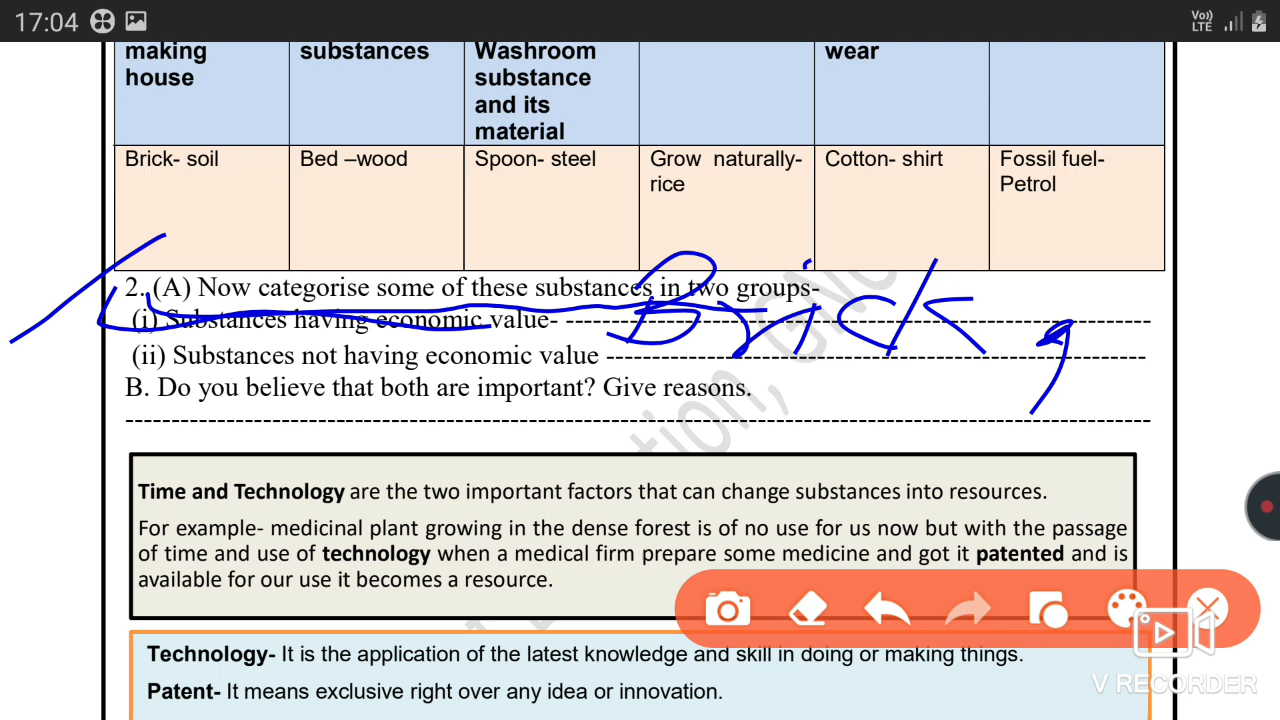 17:04
Vo)) LTE
making house
substances
Washroom substance and its material
wear
Brick- soil
Bed –wood
Spoon- steel
Grow naturally- rice
Cotton- shirt
Fossil fuel- Petrol
2. (A) Now categorise some of these substances in two groups-
(i) Substances having economic value- Brick,
(ii) Substances not having economic value
B. Do you believe that both are important? Give reasons.
Time and Technology are the two important factors that can change substances into resources.
For example- medicinal plant growing in the dense forest is of no use for us now but with the passage
of time and use of technology when a medical firm prepare some medicine and got it patented and is
available for our use it becomes a resource.
Technology- It is the application of the latest knowledge and skill in doing or making things.
Patent- It means exclusive right over any idea or innovation.
V RECORDER